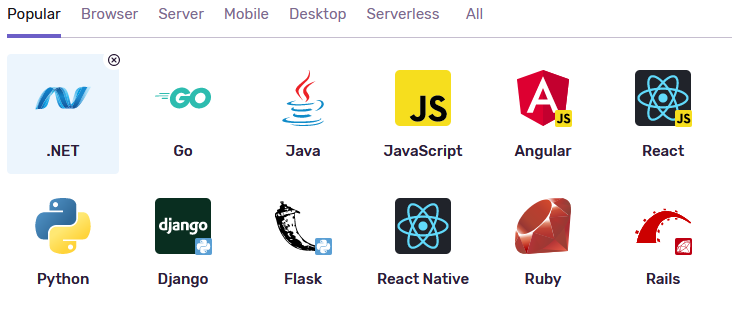 Popular Browser Server Mobile Desktop Serverless All
GO JS A JS JS
.NET Go Java JavaScript Angular React
django
Python Django Flask React Native Ruby Rails